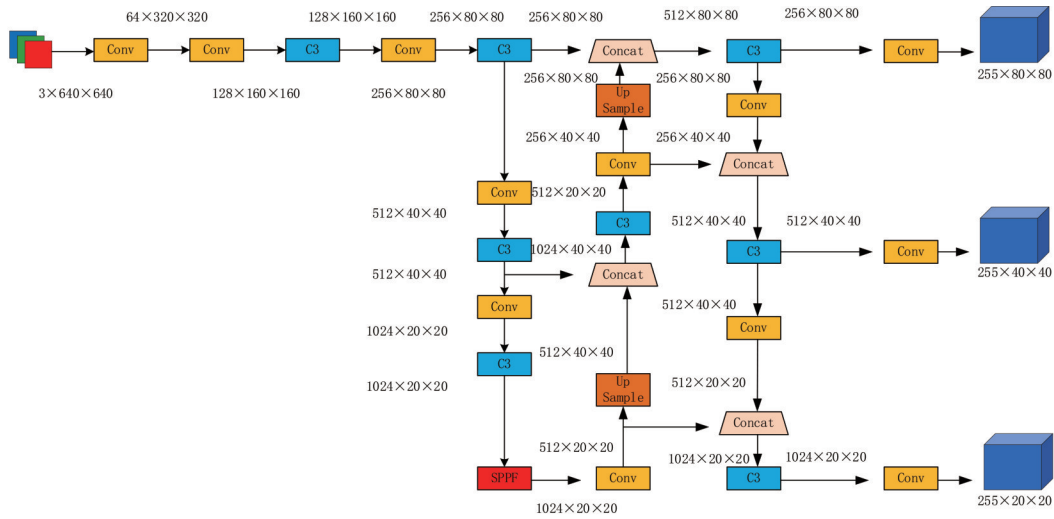 64×320×320
128×160×160
256×80×80
256×80×80
512×80×80
256×80×80
Conv
Conv
C3
Conv
C3
Concat
C3
Conv
3×640×640
128×160×160
256×80×80
256×80×80
256×80×80
255×80×80
Up
Sample
Conv
256×40×40
256×40×40
Conv
Concat
Conv
512×20×20
512×40×40
C3
512×40×40
512×40×40
C3
1024×40×40
C3
Conv
512×40×40
Concat
255×40×40
Conv
512×40×40
1024×20×20
Conv
C3
512×40×40
1024×20×20
Up
Sample
512×20×20
Concat
512×20×20
1024×20×20
1024×20×20
SPPF
Conv
C3
Conv
1024×20×20
255×20×20